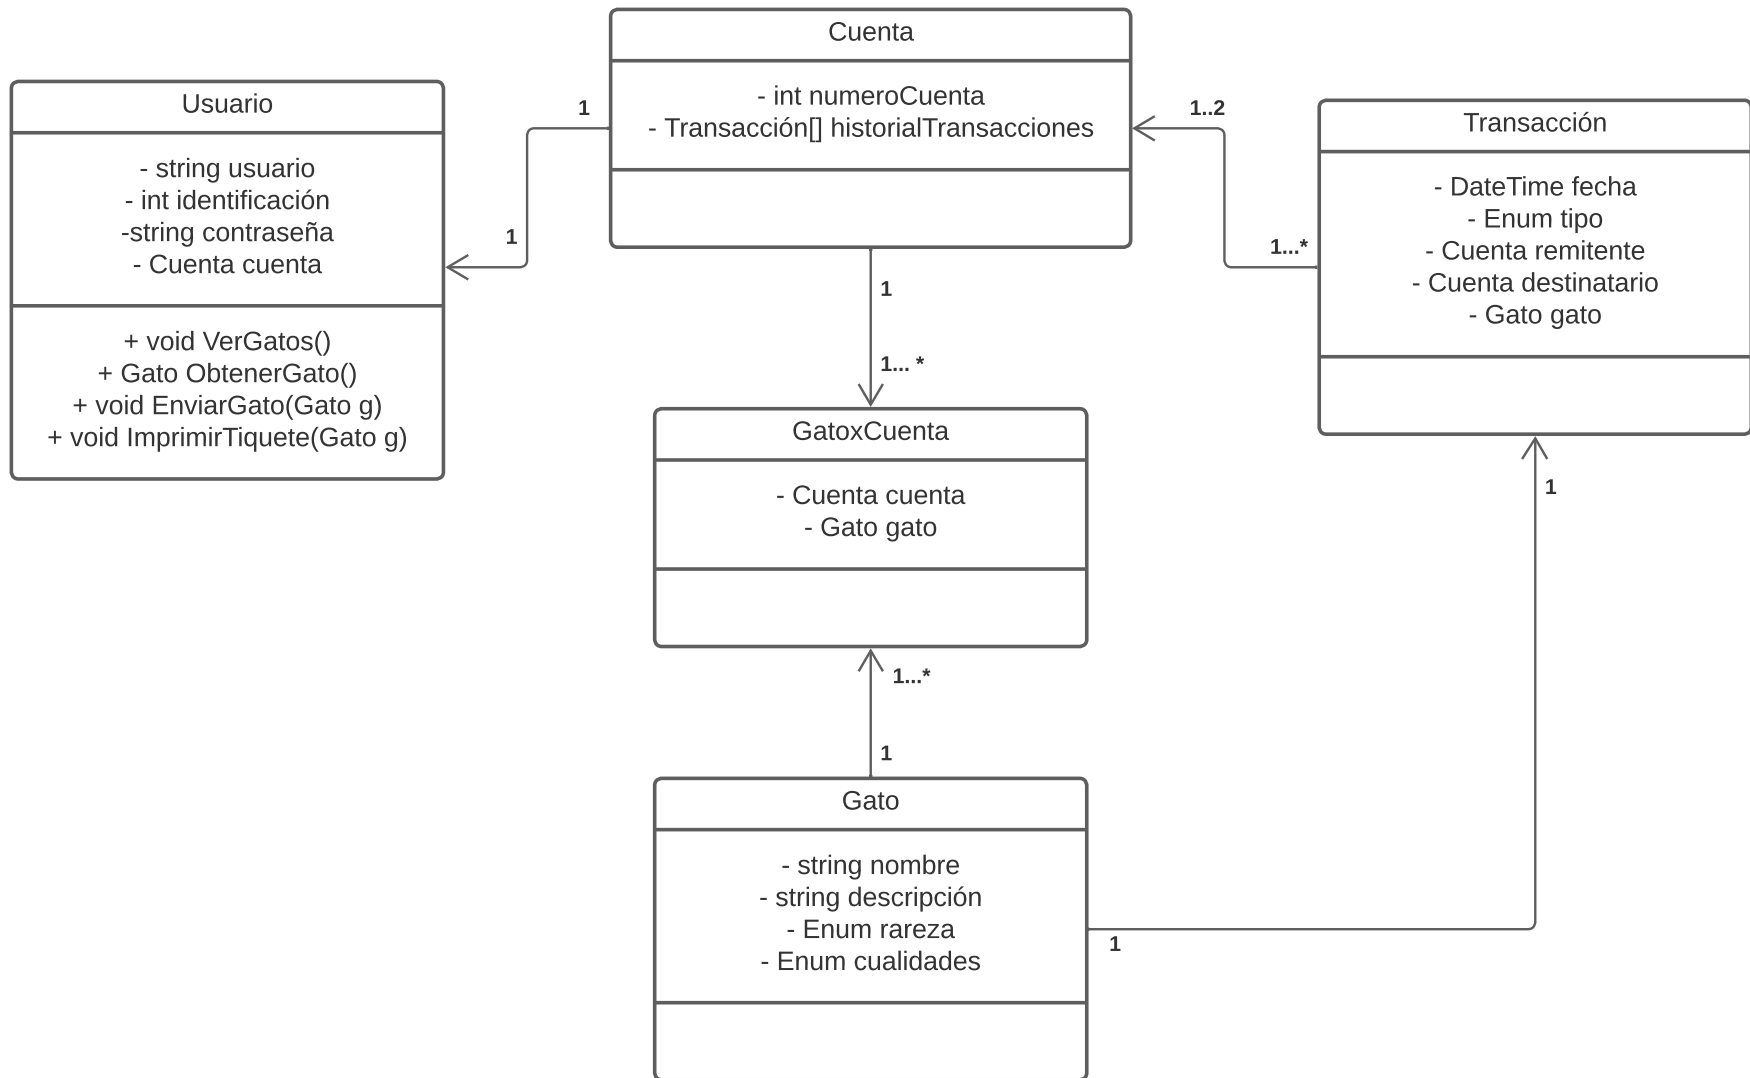 Cuenta
- int numeroCuenta
- Transacción[] historialTransacciones
Usuario
- string usuario
- int identificación
-string contraseña
- Cuenta cuenta
+ void VerGatos()
+ Gato ObtenerGato()
+ void EnviarGato(Gato g)
+ void ImprimirTiquete(Gato g)
1
1
1..2
1...*
Transacción
- DateTime fecha
- Enum tipo
- Cuenta remitente
- Cuenta destinatario
- Gato gato
1
1... *
GatoxCuenta
- Cuenta cuenta
- Gato gato
1...*
1
Gato
- string nombre
- string descripción
- Enum rareza
- Enum cualidades
1
1